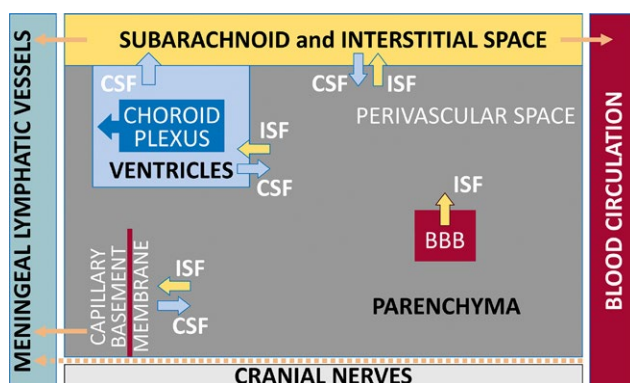 SUBARACHNOID and INTERSTITIAL SPACE
MENINGEAL LYMPHATIC VESSELS
BLOOD CIRCULATION
CSF
CSF
ISF
CHOROID
PLEXUS
PERIVASCULAR SPACE
ISF
VENTRICLES
CSF
ISF
BBB
CAPILLARY
BASEMENT
MEMBRANE
ISF
CSF
PARENCHYMA
CRANIAL NERVES